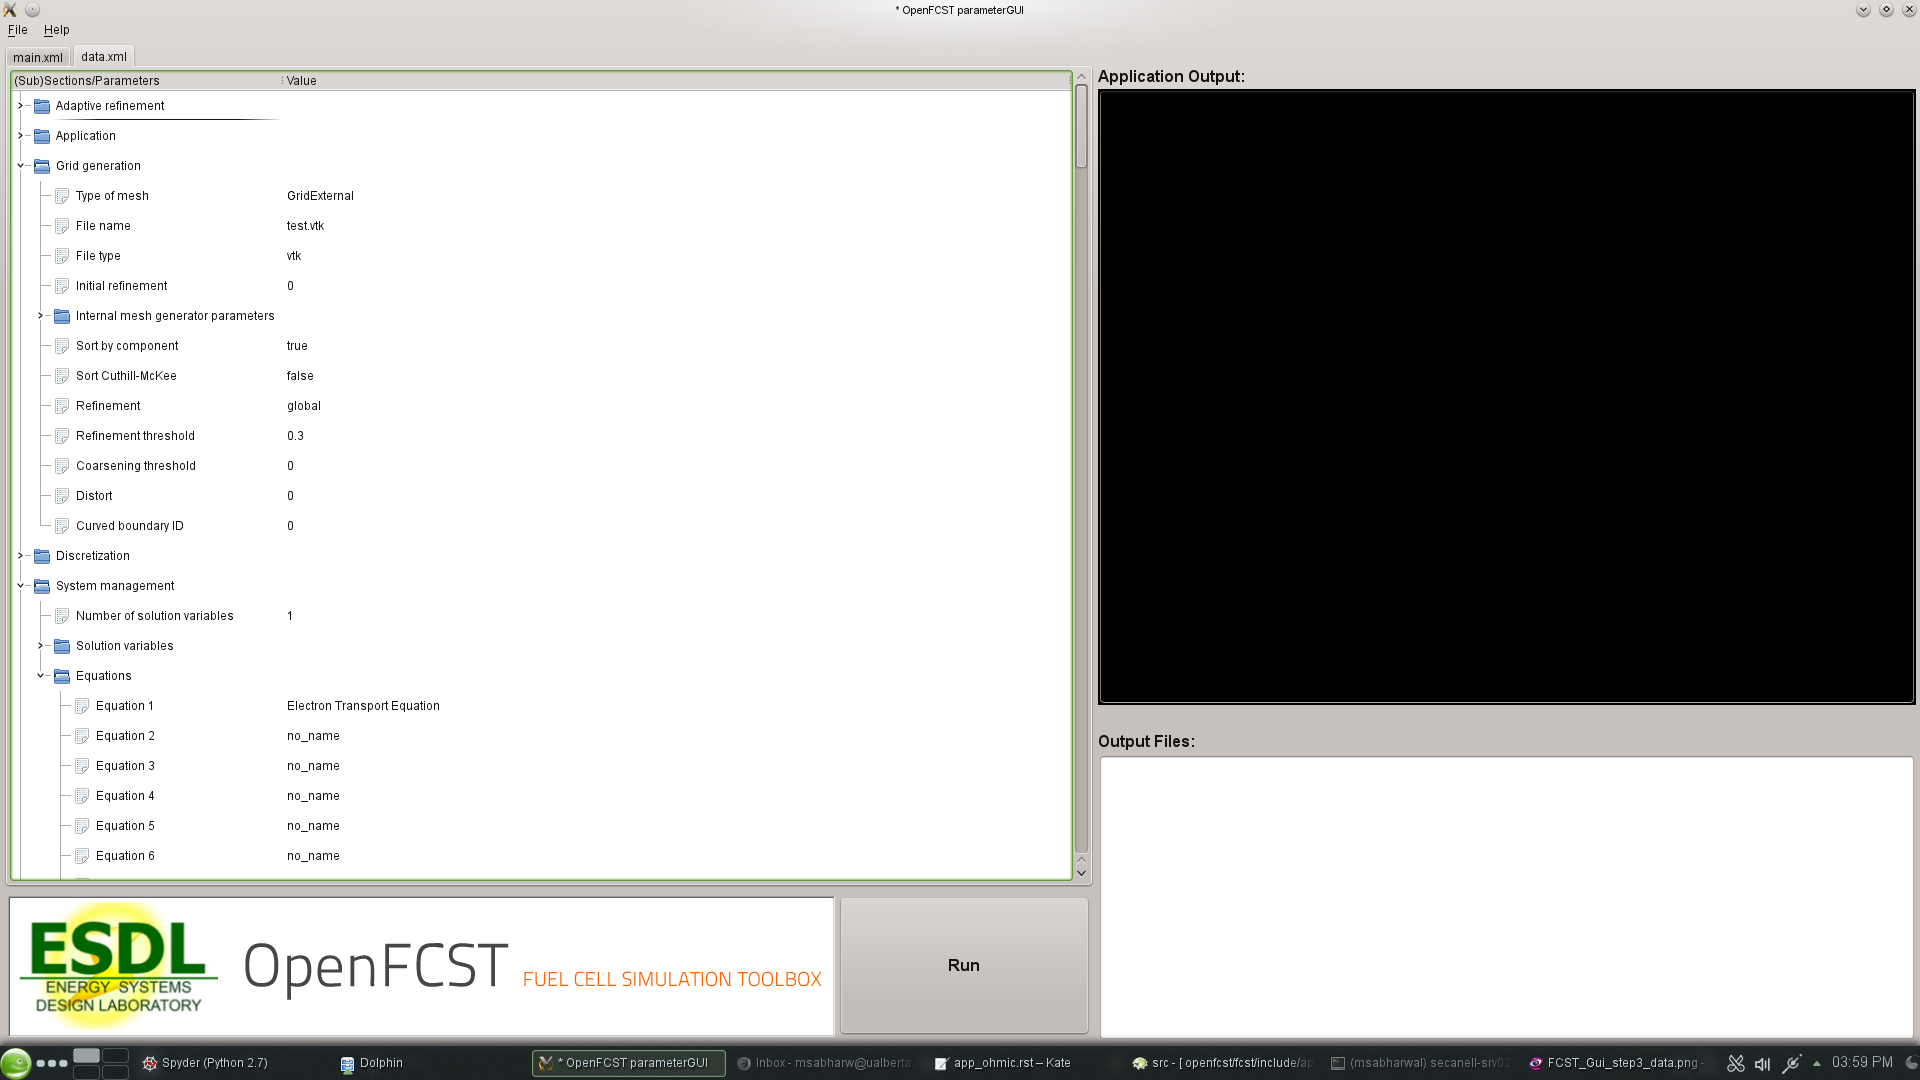 * OpenFCST parameterGUI
File Help
main.xml data.xml
(Sub)Sections/Parameters Value
Adaptive refinement
Application
Grid generation
Type of mesh GridExternal
File name test.vtk
File type vtk
Initial refinement 0
Internal mesh generator parameters
Sort by component true
Sort Cuthill-McKee false
Refinement global
Refinement threshold 0.3
Coarsening threshold 0
Distort 0
Curved boundary ID 0
Discretization
System management
Number of solution variables 1
Solution variables
Equations
Equation 1 Electron Transport Equation
Equation 2 no_name
Equation 3 no_name
Equation 4 no_name
Equation 5 no_name
Equation 6 no_name
Application Output:
Output Files:
ESDL
ENERGY SYSTEMS
DESIGN LABORATORY
OpenFCST FUEL CELL SIMULATION TOOLBOX
Run
Spyder (Python 2.7) Dolphin * OpenFCST parameterGUI Inbox - msabharw@ualberta app_ohmic.rst – Kate src - [ openfcst/fcst/include/ap (msabharwal) secanell-srv02 FCST_Gui_step3_data.png - 03:59 PM